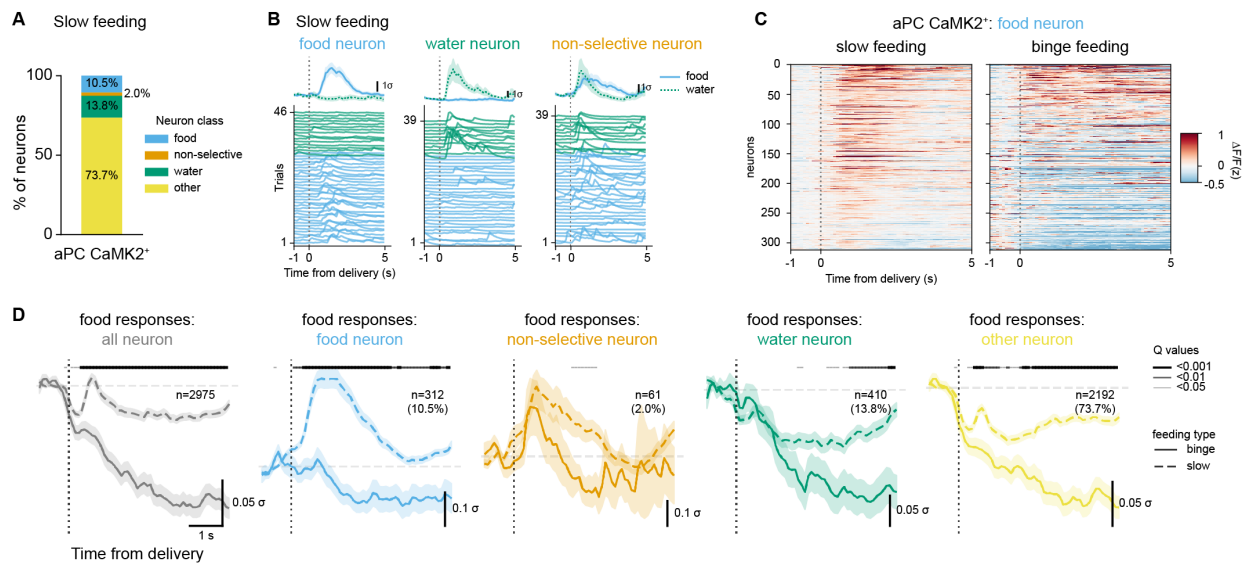 A
Slow feeding
% of neurons
100
50
0
10.5%
2.0%
13.8%
73.7%
aPC CaMK2⁺
Neuron class
food
non-selective
water
other
B
Slow feeding
food neuron
water neuron
non-selective neuron
food
water
1σ
1σ
1σ
Trials
46
1
39
1
39
1
-1 0 5
-1 0 5
-1 0 5
Time from delivery (s)
C
aPC CaMK2⁺: food neuron
slow feeding
binge feeding
neurons
0
50
100
150
200
250
300
-1 0 5
-1 0 5
Time from delivery (s)
1
0
-0.5
ΔF/F(z)
D
food responses:
all neuron
n=2975
0.05 σ
1 s
Time from delivery
food responses:
food neuron
n=312
(10.5%)
0.1 σ
food responses:
non-selective neuron
n=61
(2.0%)
0.1 σ
food responses:
water neuron
n=410
(13.8%)
0.05 σ
food responses:
other neuron
n=2192
(73.7%)
0.05 σ
Q values
<0.001
<0.01
<0.05
feeding type
binge
slow